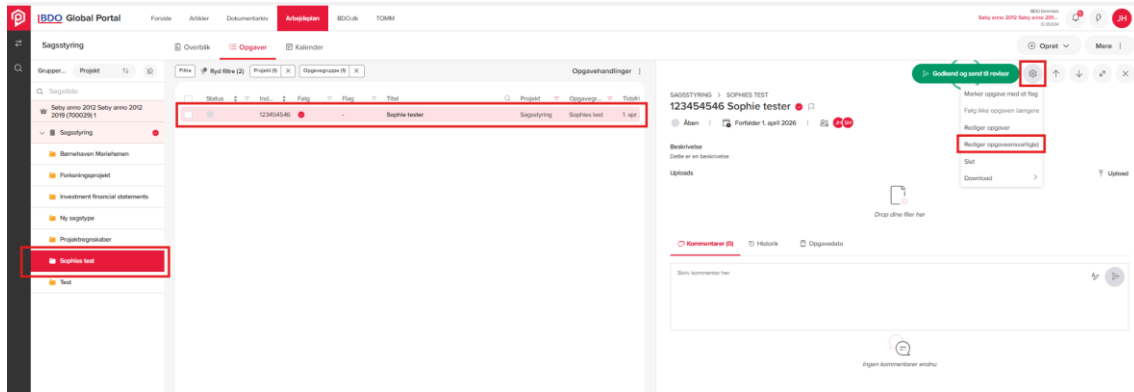 BDO Global Portal
Forside Artikler Dokumentarkiv Arbejdsplan BDO.dk TOMM
BDO Danmark
Søby anno 2012 Søby anno 201...
JH
Sagsstyring
Overblik Opgaver Kalender
Opret Mere
Grupper... Projekt
Filtre Ryd filtre (2) Projekt (1) X Opgavegruppe (1) X
Opgavehandlinger
Godkend og send til revisor
Søgeliste
Status Ind... Følg Flag Titel Projekt Opgavegr... Tidsfri
123454546 - Sophie tester Sagsstyring Sophies test 1. apr.
Søby anno 2012 Søby anno 2012
2019 (700029) 1
Sagsstyring
Børnehaven Mariehønen
Forløsningsprojekt
Investment financial statements
Ny sagstype
Projektregnskaber
Sophies test
Test
SAGSSTYRING > SOPHIES TEST
123454546 Sophie tester
Åben Forfalder 1. april 2026 JH SH
Beskrivelse
Dette er en beskrivelse
Uploads
Upload
Drop dine filer her
Marker opgave med et flag
Følg ikke opgaven længere
Rediger opgaver
Rediger opgaveansvarlig(e)
Slet
Download
Kommentarer (0) Historik Opgavedata
Skriv kommentar her
Ingen kommentarer endnu